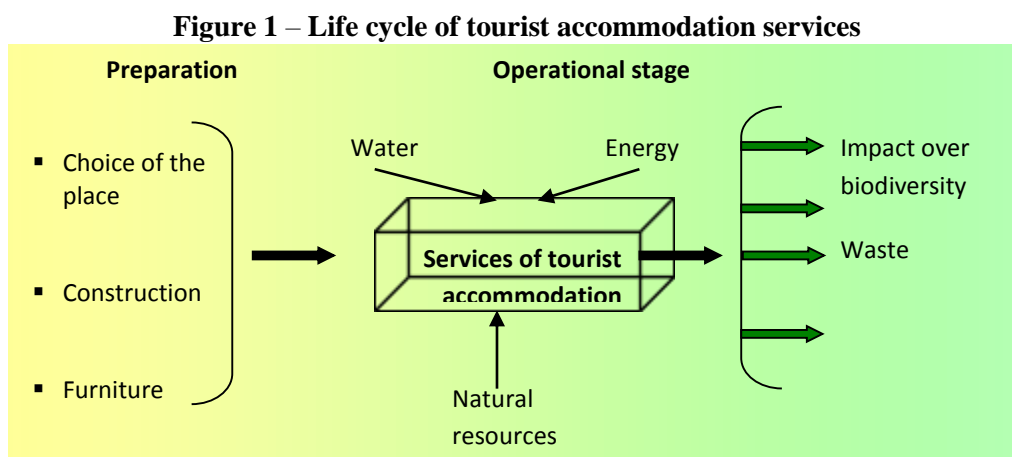 Figure 1 – Life cycle of tourist accommodation services
Preparation
Operational stage
▪ Choice of the
place
▪ Construction
▪ Furniture
Water
Energy
Services of tourist
accommodation
Natural
resources
Impact over
biodiversity
Waste